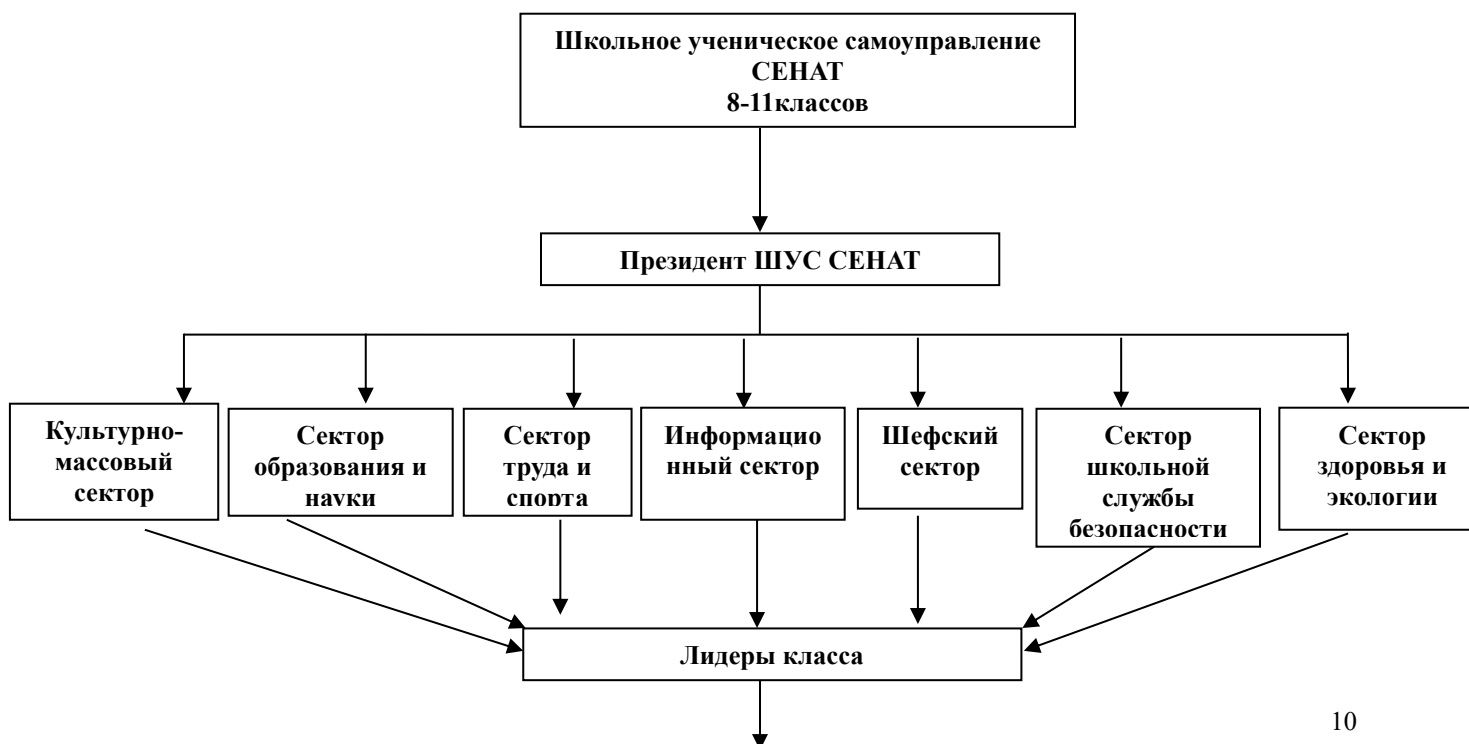 Школьное ученическое самоуправление
СЕНАТ
8-11классов
Президент ШУС СЕНАТ
Культурно-
массовый
сектор
Сектор
образования и
науки
Сектор
труда и
спорта
Информацио
нный сектор
Шефский
сектор
Сектор
школьной
службы
безопасности
Сектор
здоровья и
экологии
Лидеры класса
10